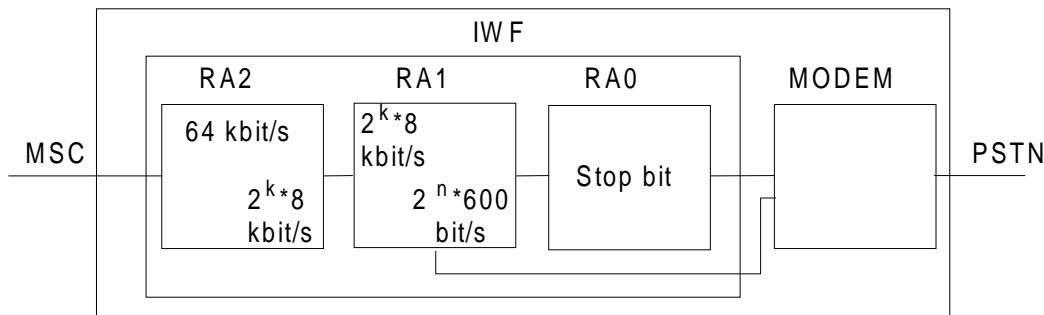 IWF
RA2
RA1
RA0
MODEM
MSC
64 kbit/s
2^k*8
kbit/s
2^k*8
kbit/s
2^n*600
bit/s
Stop bit
PSTN